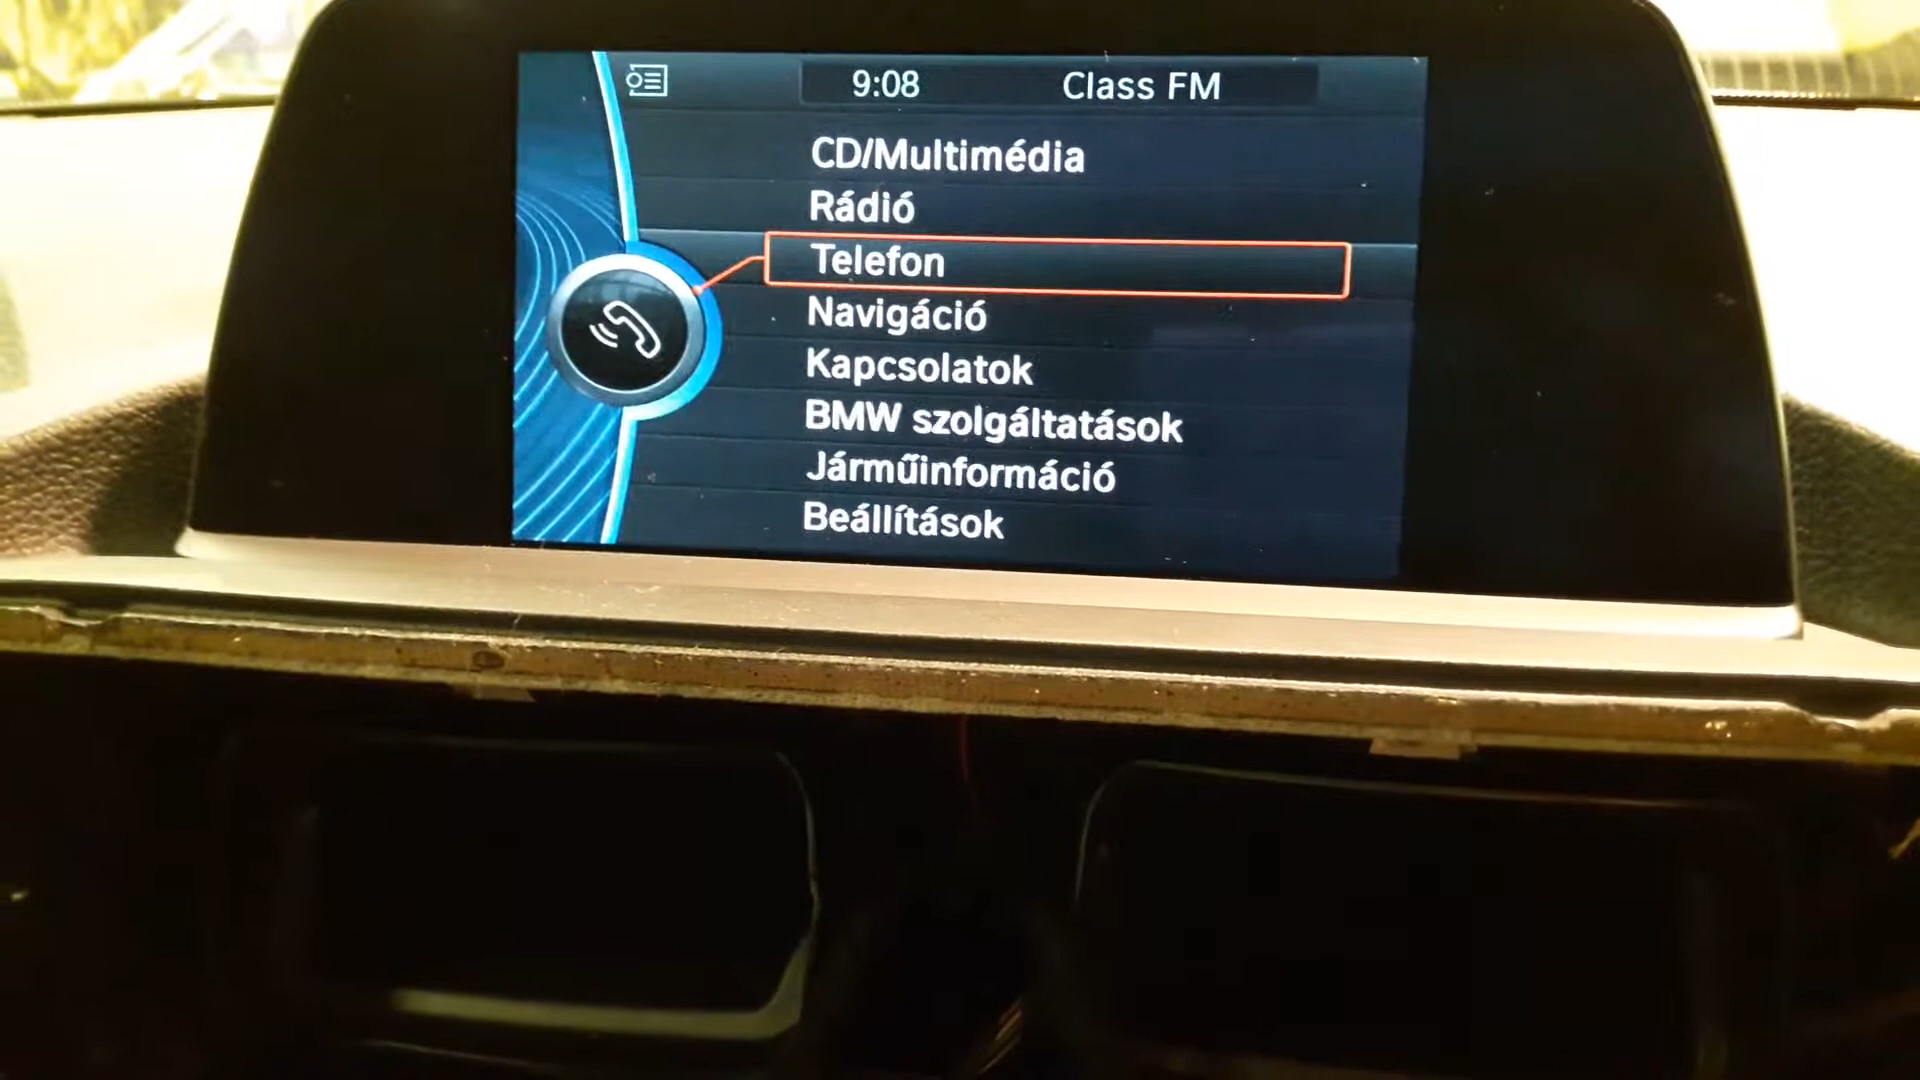 9:08 Class FM
CD/Multimédia
Rádió
Telefon
Navigáció
Kapcsolatok
BMW szolgáltatások
Járműinformáció
Beállítások